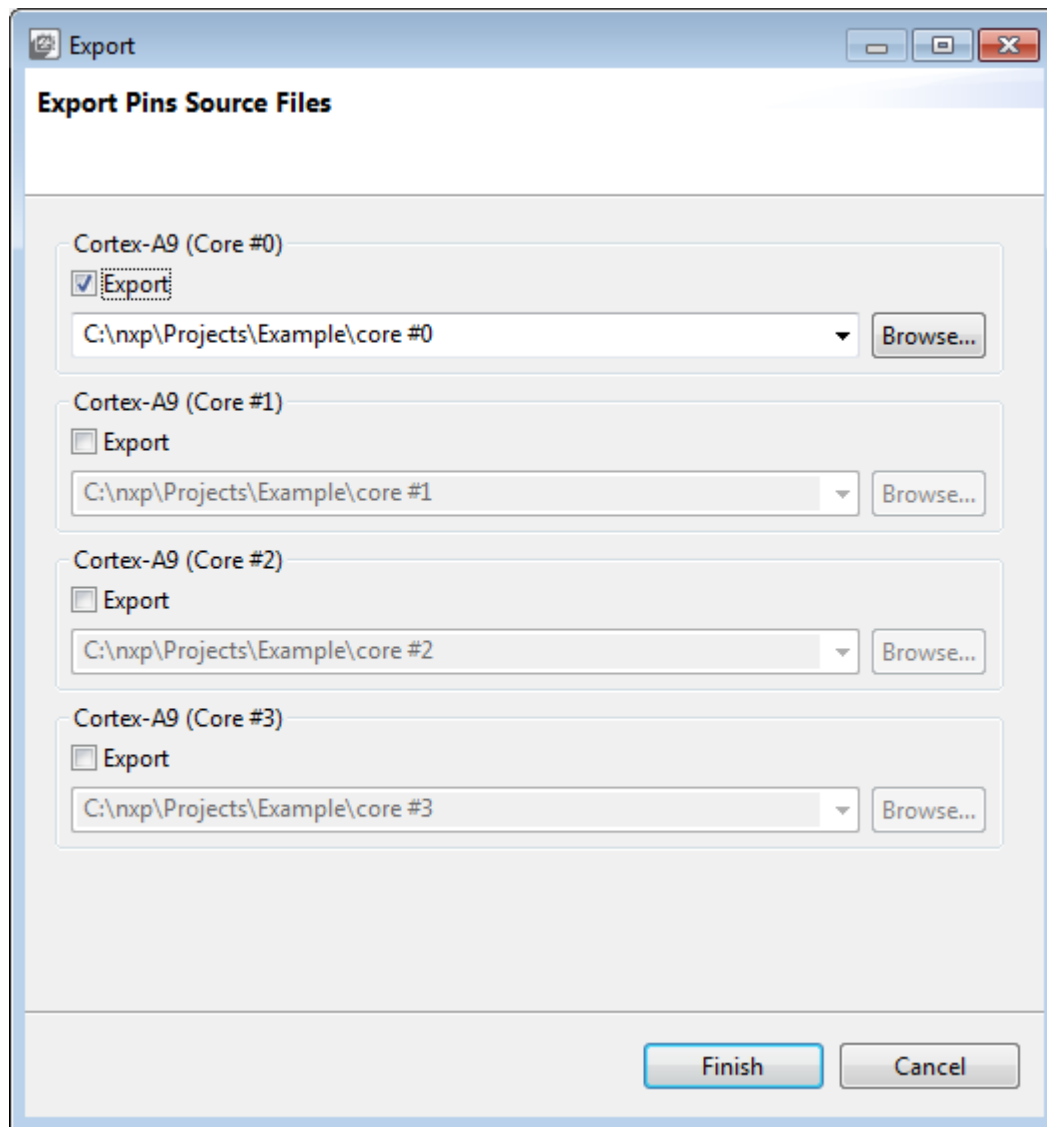 Export
Export Pins Source Files
Cortex-A9 (Core #0)
Export
C:\nxp\Projects\Example\core #0
Browse...
Cortex-A9 (Core #1)
Export
C:\nxp\Projects\Example\core #1
Browse...
Cortex-A9 (Core #2)
Export
C:\nxp\Projects\Example\core #2
Browse...
Cortex-A9 (Core #3)
Export
C:\nxp\Projects\Example\core #3
Browse...
Finish
Cancel